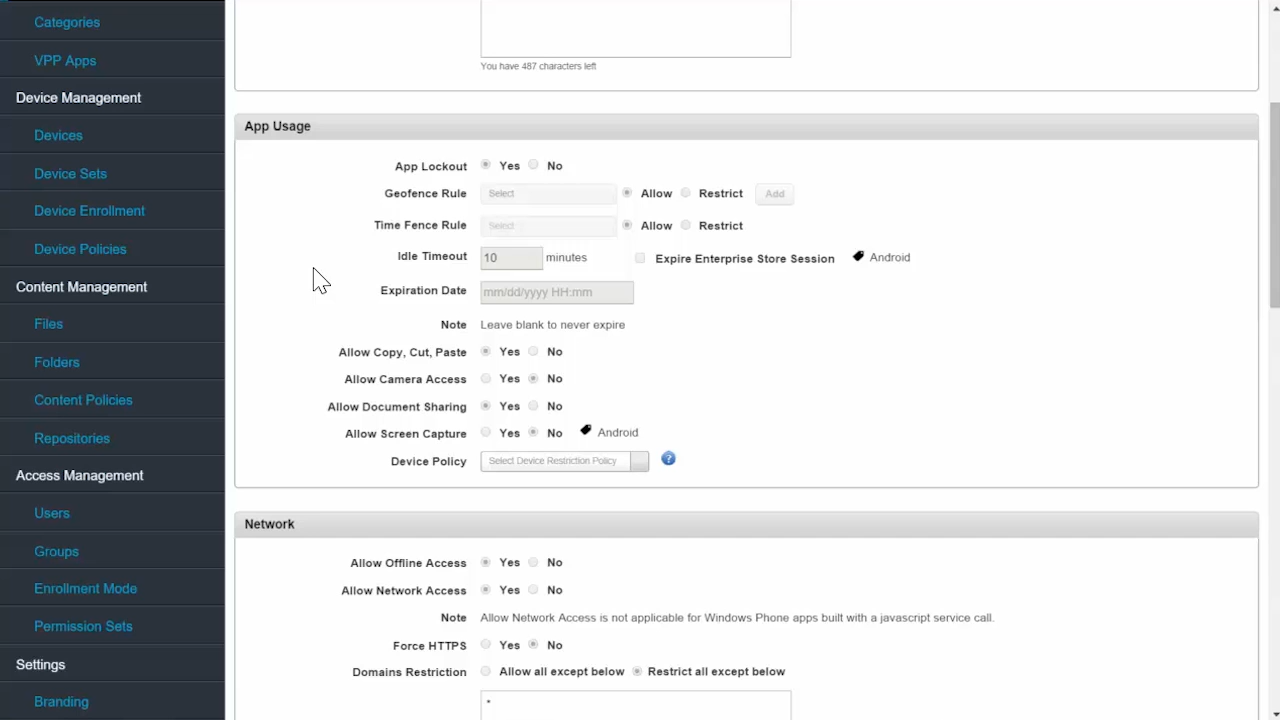 Categories
VPP Apps
Device Management
Devices
Device Sets
Device Enrollment
Device Policies
Content Management
Files
Folders
Content Policies
Repositories
Access Management
Users
Groups
Enrollment Mode
Permission Sets
Settings
Branding
You have 487 characters left
App Usage
App Lockout Yes No
Geofence Rule Select Allow Restrict Add
Time Fence Rule Select Allow Restrict
Idle Timeout 10 minutes Expire Enterprise Store Session Android
Expiration Date mm/dd/yyyy HH:mm
Note Leave blank to never expire
Allow Copy, Cut, Paste Yes No
Allow Camera Access Yes No
Allow Document Sharing Yes No
Allow Screen Capture Yes No Android
Device Policy Select Device Restriction Policy ?
Network
Allow Offline Access Yes No
Allow Network Access Yes No
Note Allow Network Access is not applicable for Windows Phone apps built with a javascript service call.
Force HTTPS Yes No
Domains Restriction Allow all except below Restrict all except below
*